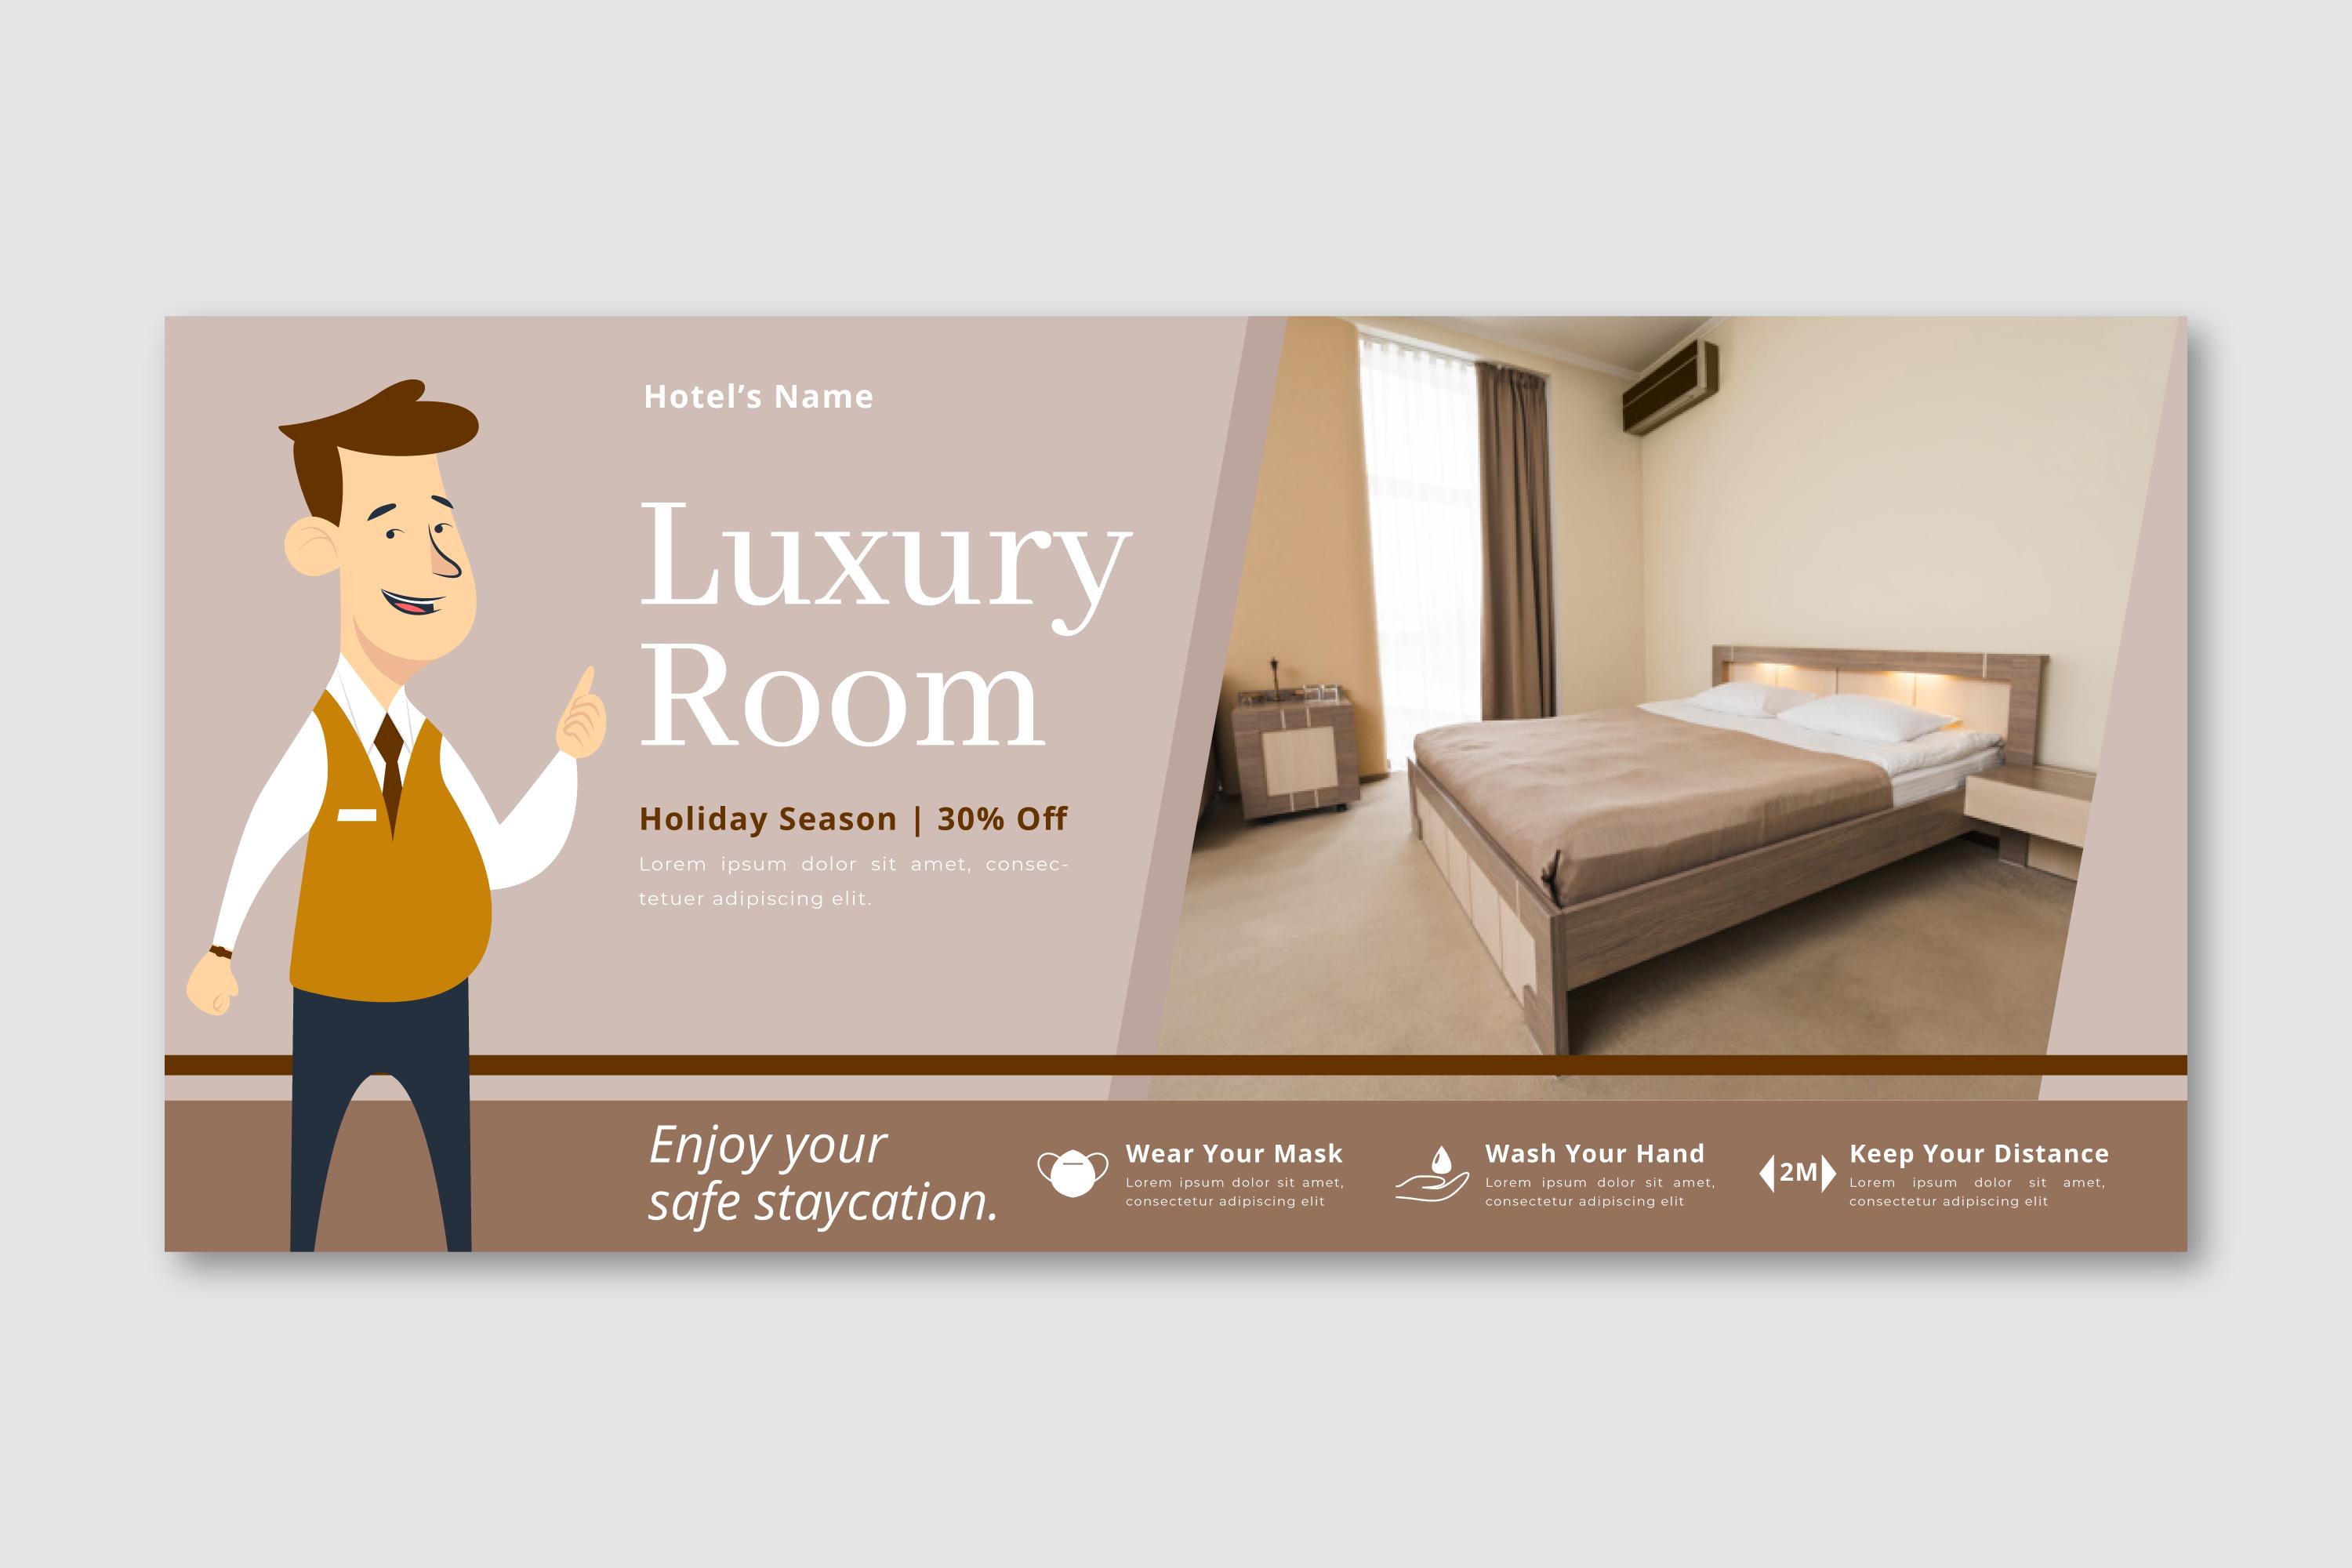 Hotel’s Name
Luxury
Room
Holiday Season | 30% Off
Lorem ipsum dolor sit amet, consec-
tetuer adipiscing elit.
Enjoy your
safe staycation.
Wear Your Mask
Lorem ipsum dolor sit amet,
consectetur adipiscing elit
Wash Your Hand
Lorem ipsum dolor sit amet,
consectetur adipiscing elit
2M
Keep Your Distance
Lorem ipsum dolor sit amet,
consectetur adipiscing elit